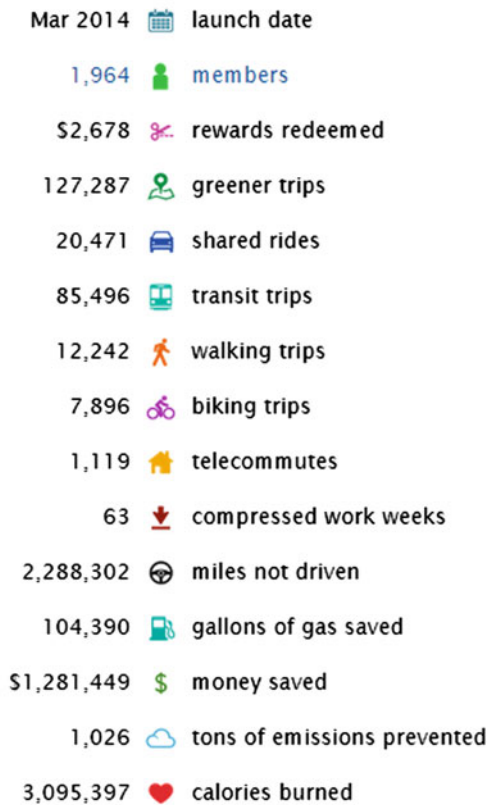 Mar 2014 launch date
1,964 members
$2,678 rewards redeemed
127,287 greener trips
20,471 shared rides
85,496 transit trips
12,242 walking trips
7,896 biking trips
1,119 telecommutes
63 compressed work weeks
2,288,302 miles not driven
104,390 gallons of gas saved
$1,281,449 $ money saved
1,026 tons of emissions prevented
3,095,397 calories burned